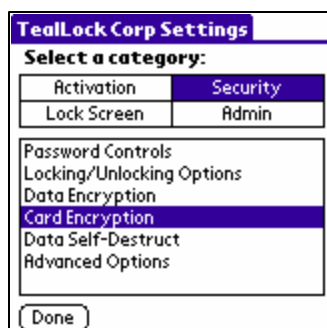 TealLock Corp Settings
Select a category:
Activation Security
Lock Screen Admin
Password Controls
Locking/Unlocking Options
Data Encryption
Card Encryption
Data Self-Destruct
Advanced Options
Done